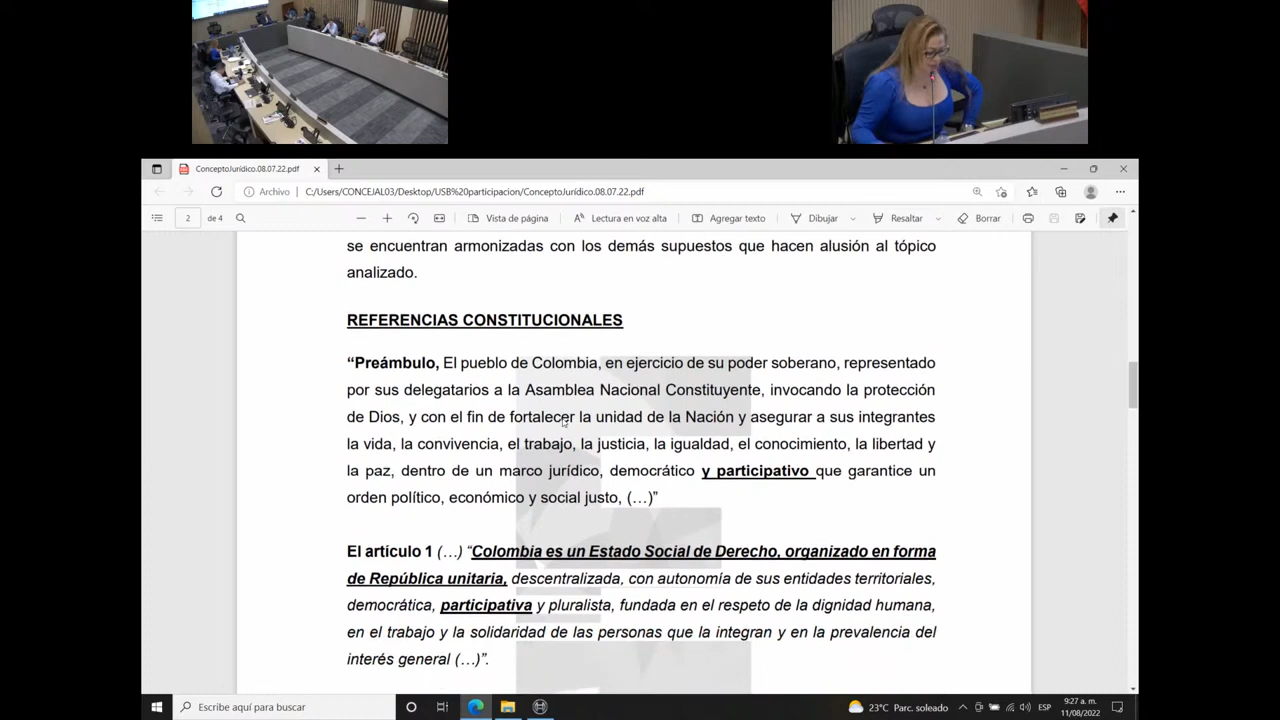 ConceptoJurídico.08.07.22.pdf
Archivo
C:/Users/CONCEJAL03/Desktop/USB%20participacion/ConceptoJurídico.08.07.22.pdf
2 de 4
Vista de página
Lectura en voz alta
Agregar texto
Dibujar
Resaltar
Borrar
se encuentran armonizadas con los demás supuestos que hacen alusión al tópico
analizado.
REFERENCIAS CONSTITUCIONALES
“Preámbulo, El pueblo de Colombia, en ejercicio de su poder soberano, representado
por sus delegatarios a la Asamblea Nacional Constituyente, invocando la protección
de Dios, y con el fin de fortalecer la unidad de la Nación y asegurar a sus integrantes
la vida, la convivencia, el trabajo, la justicia, la igualdad, el conocimiento, la libertad y
la paz, dentro de un marco jurídico, democrático y participativo que garantice un
orden político, económico y social justo, (…)”
El artículo 1 (…) “Colombia es un Estado Social de Derecho, organizado en forma
de República unitaria, descentralizada, con autonomía de sus entidades territoriales,
democrática, participativa y pluralista, fundada en el respeto de la dignidad humana,
en el trabajo y la solidaridad de las personas que la integran y en la prevalencia del
interés general (…)”.
Escribe aquí para buscar
23°C Parc. soleado
ESP
9:27 a. m.
11/08/2022